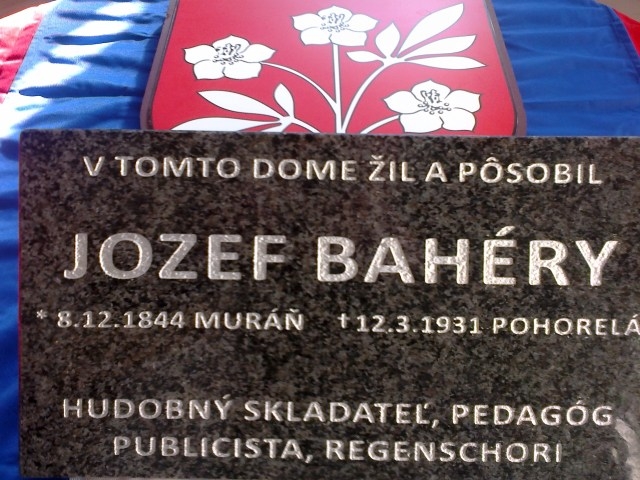 V TOMTO DOME ŽIL A PÔSOBIL
JOZEF BAHÉRY
* 8.12.1844 MURÁŇ †12.3.1931 POHORELÁ
HUDOBNÝ SKLADATEĽ, PEDAGÓG
PUBLICISTA, REGENSCHORI